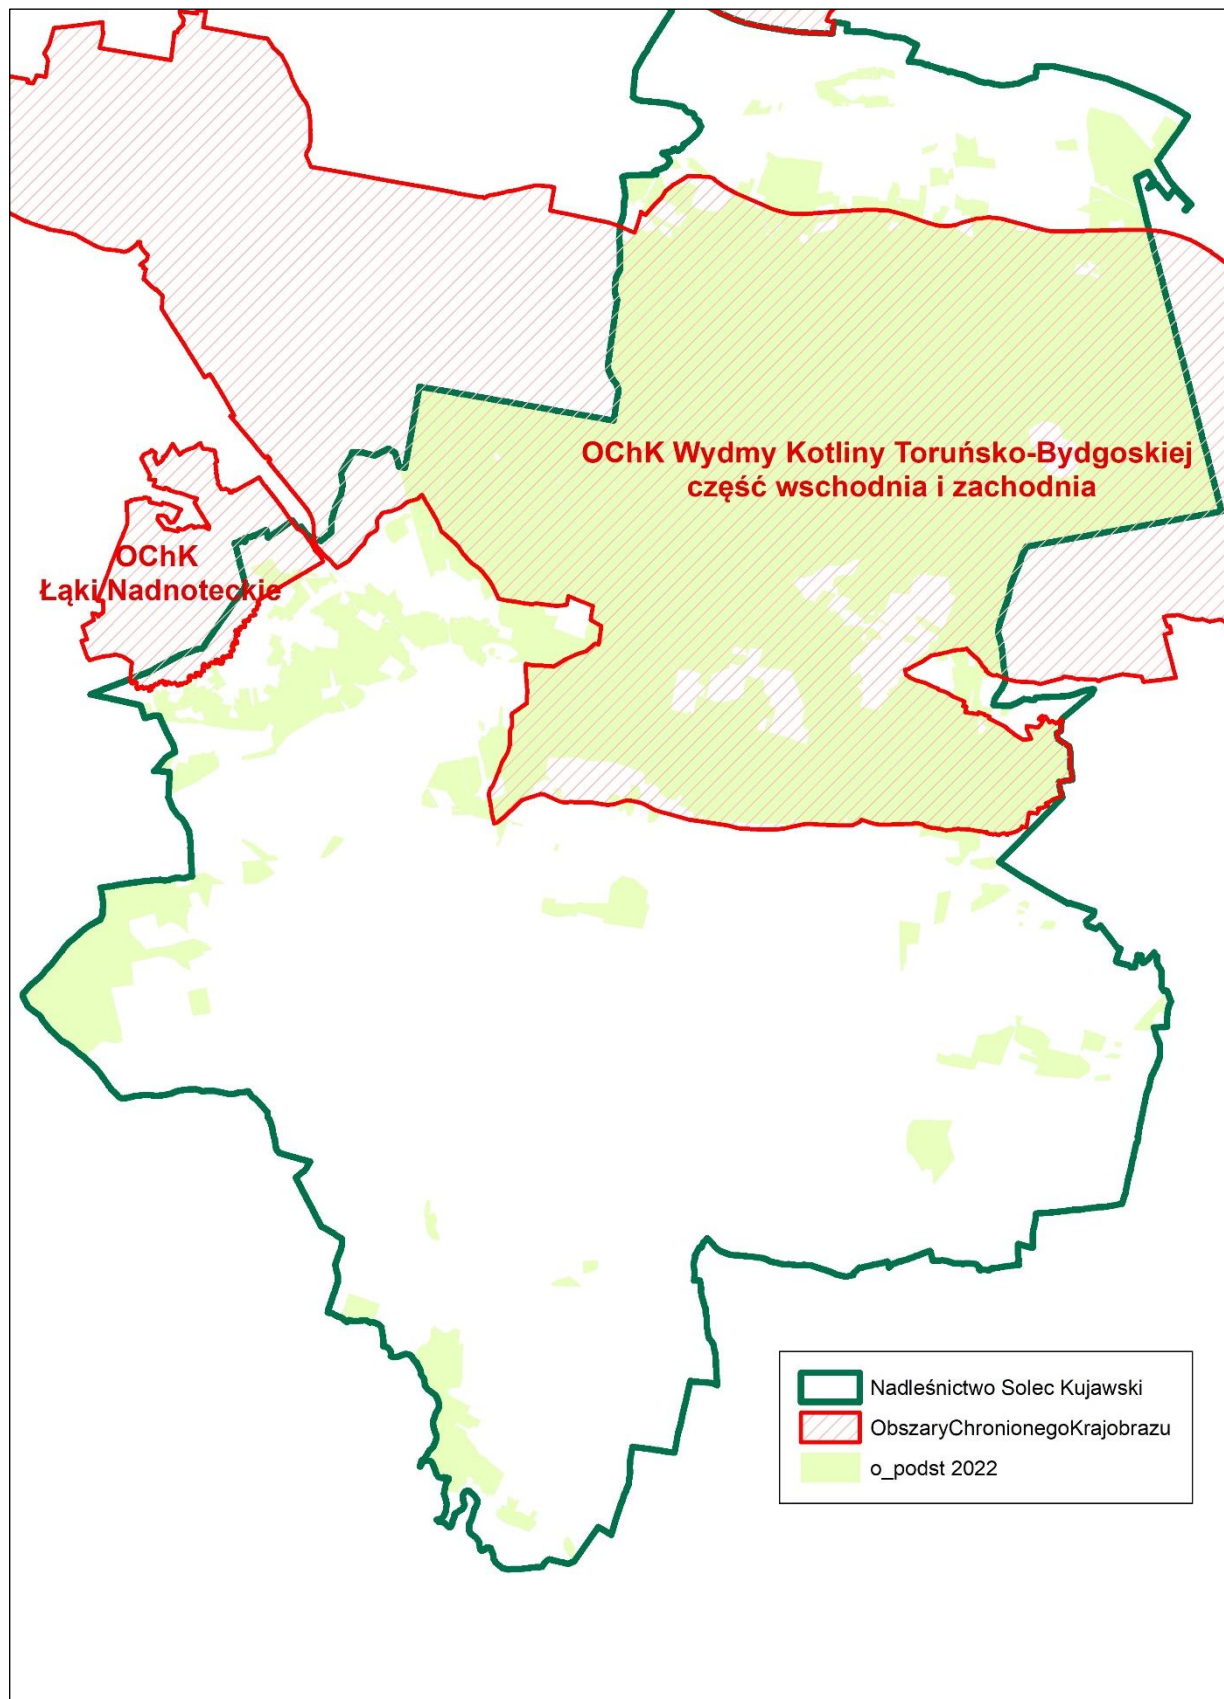 OChK Wydmy Kotliny Toruńsko-Bydgoskiej
część wschodnia i zachodnia
OChK
Łąki Nadnoteckie
Nadleśnictwo Solec Kujawski
ObszaryChronionegoKrajobrazu
o_podst 2022